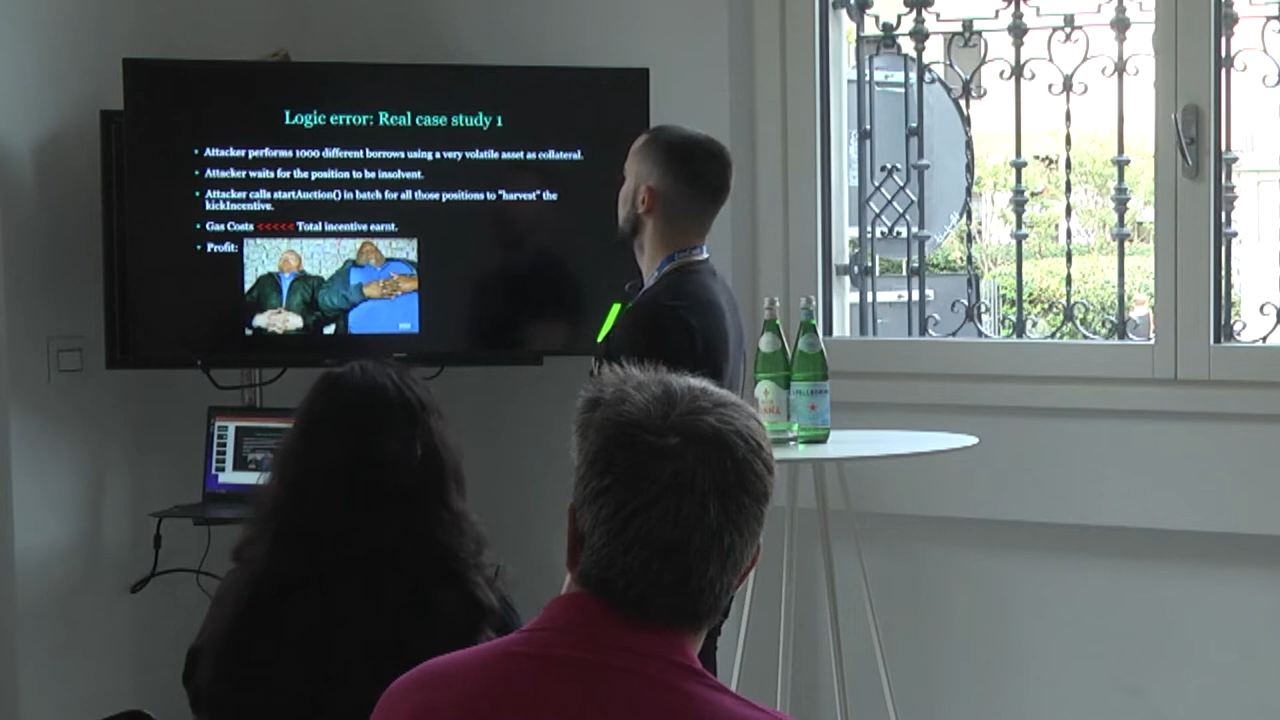 Logic error: Real case study 1
Attacker performs 1000 different borrows using a very volatile asset as collateral.
Attacker waits for the position to be insolvent.
Attacker calls startAuction() in batch for all those positions to "harvest" the
kickIncentive.
Gas Costs <<<<< Total incentive earnt.
Profit: